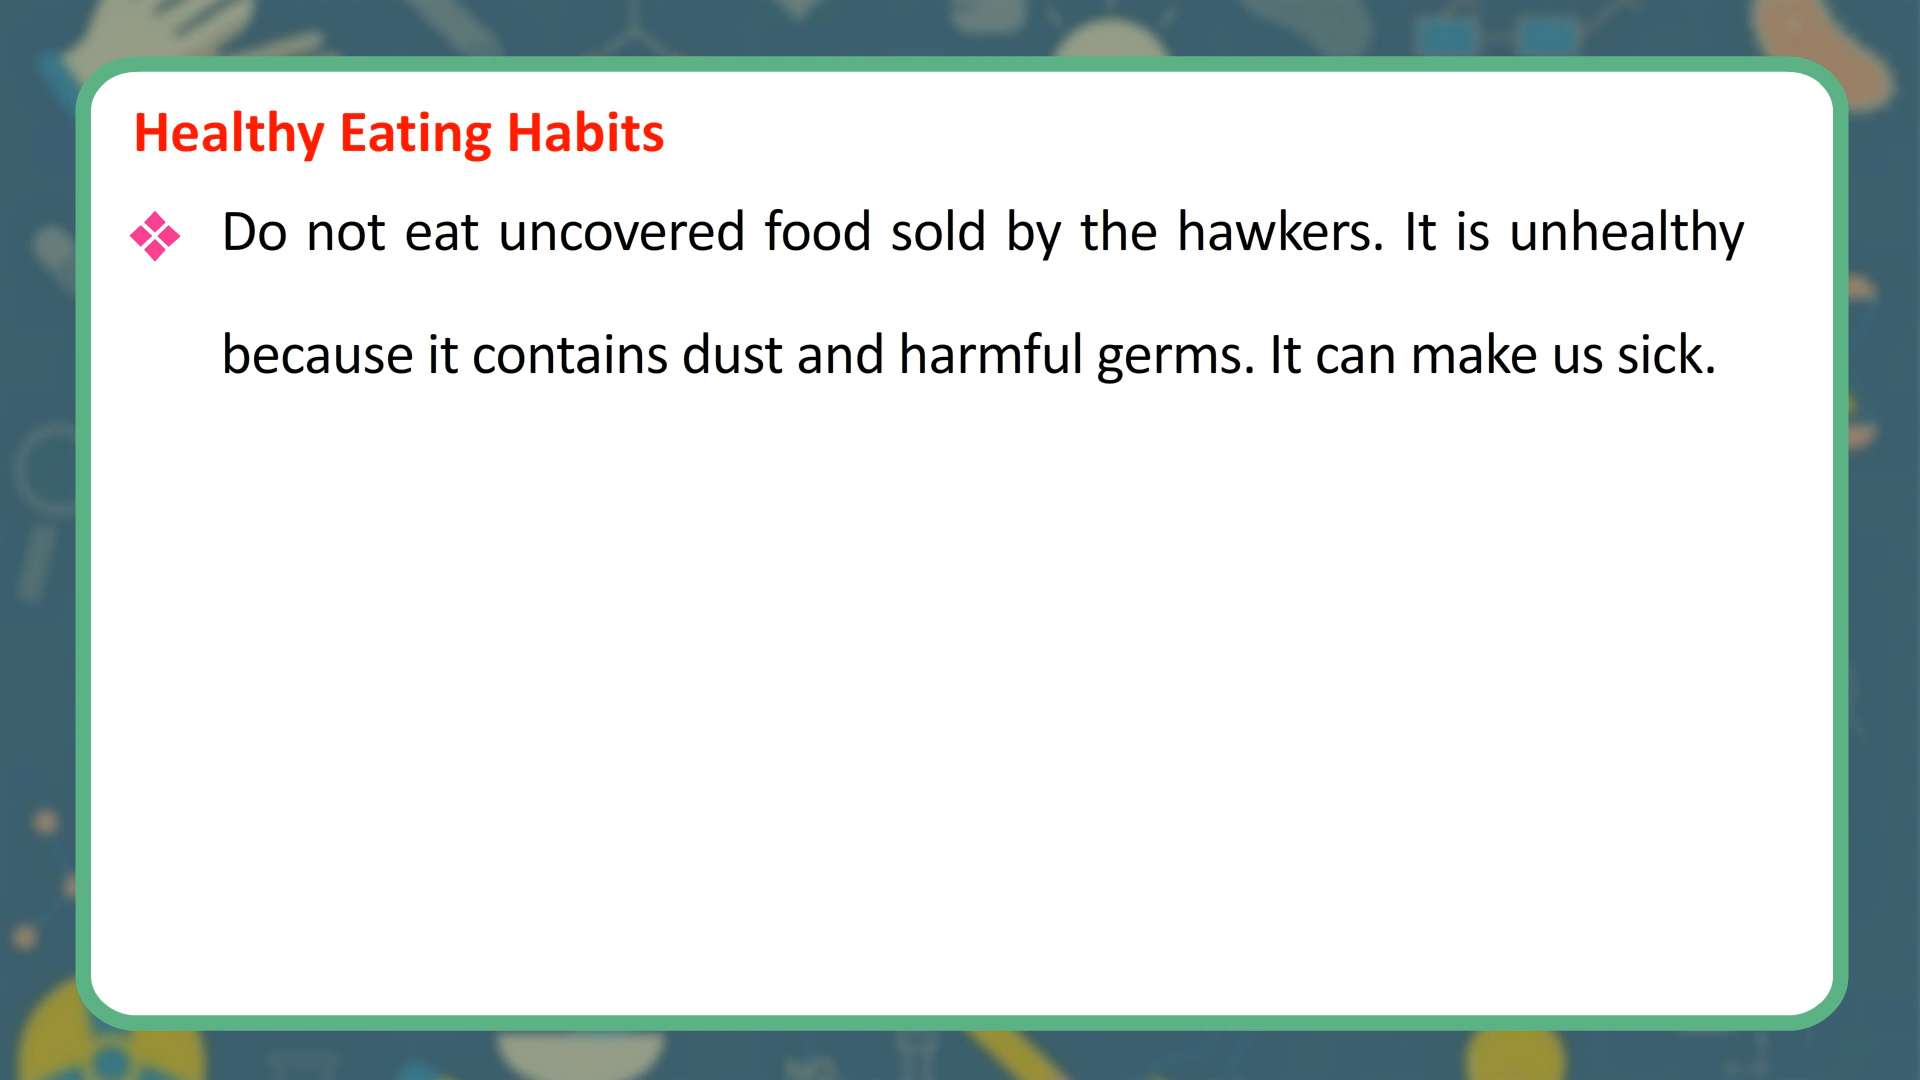 Healthy Eating Habits
❖ Do not eat uncovered food sold by the hawkers. It is unhealthy
because it contains dust and harmful germs. It can make us sick.
NO.